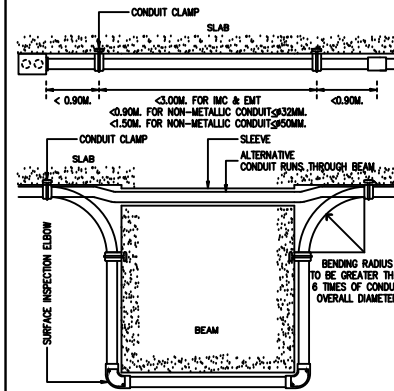 CONDUIT CLAMP
SLAB
< 0.90M.
<3.00M. FOR IMC & EMT
<0.90M.
<0.90M. FOR NON-METALLIC CONDUIT≤ø32MM.
<1.50M. FOR NON-METALLIC CONDUIT≤ø50MM.
CONDUIT CLAMP
SLEEVE
SLAB
ALTERNATIVE
CONDUIT RUNS THROUGH BEAM
SURFACE INSPECTION ELBOW
BENDING RADIUS
TO BE GREATER TH
6 TIMES OF CONDU
OVERALL DIAMETE
BEAM